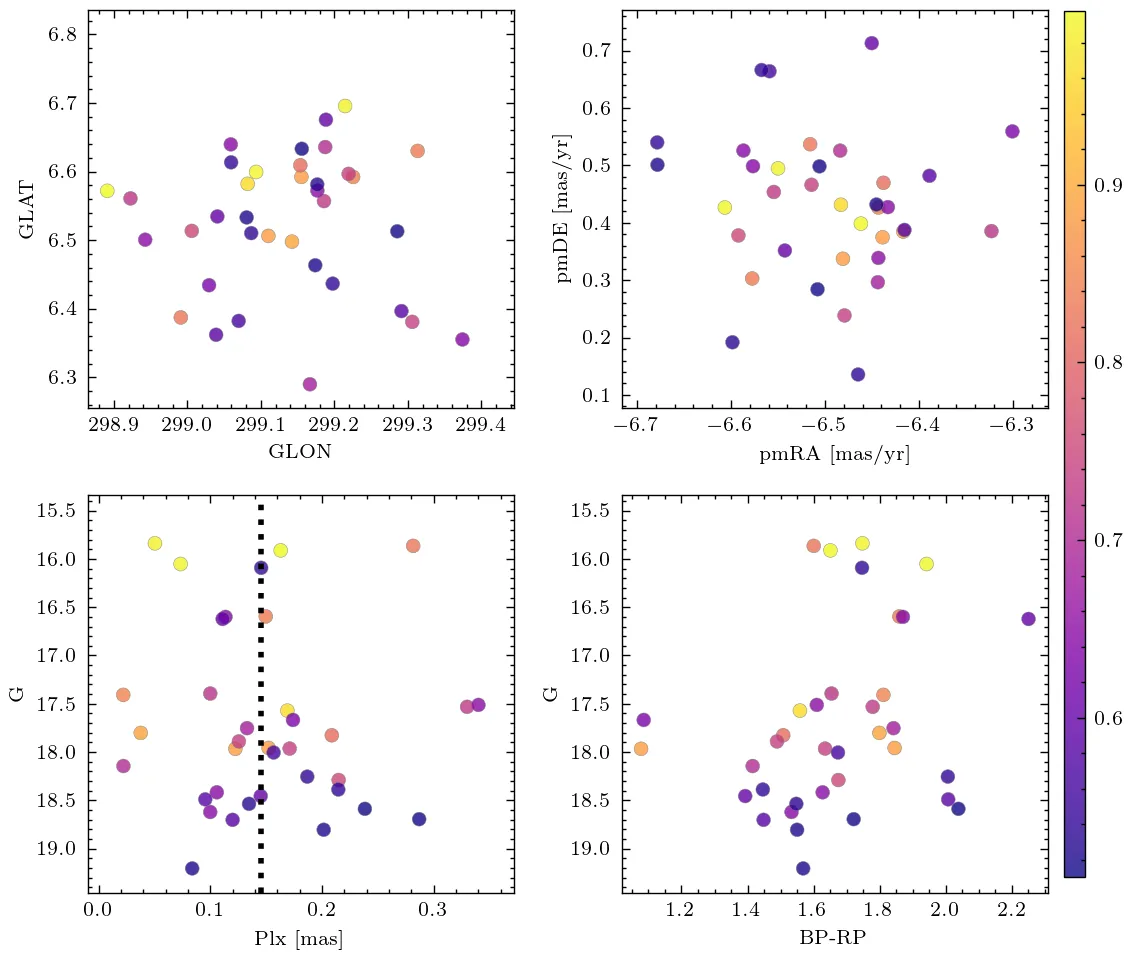 6.8
6.7
6.6
6.5
6.4
6.3
GLAT
298.9 299.0 299.1 299.2 299.3 299.4
GLON
0.7
0.6
0.5
0.4
0.3
0.2
0.1
pmDE [mas/yr]
−6.7 −6.6 −6.5 −6.4 −6.3
pmRA [mas/yr]
0.9
0.8
0.7
0.6
15.5
16.0
16.5
17.0
17.5
18.0
18.5
19.0
G
0.0 0.1 0.2 0.3
Plx [mas]
15.5
16.0
16.5
17.0
17.5
18.0
18.5
19.0
G
1.2 1.4 1.6 1.8 2.0 2.2
BP-RP